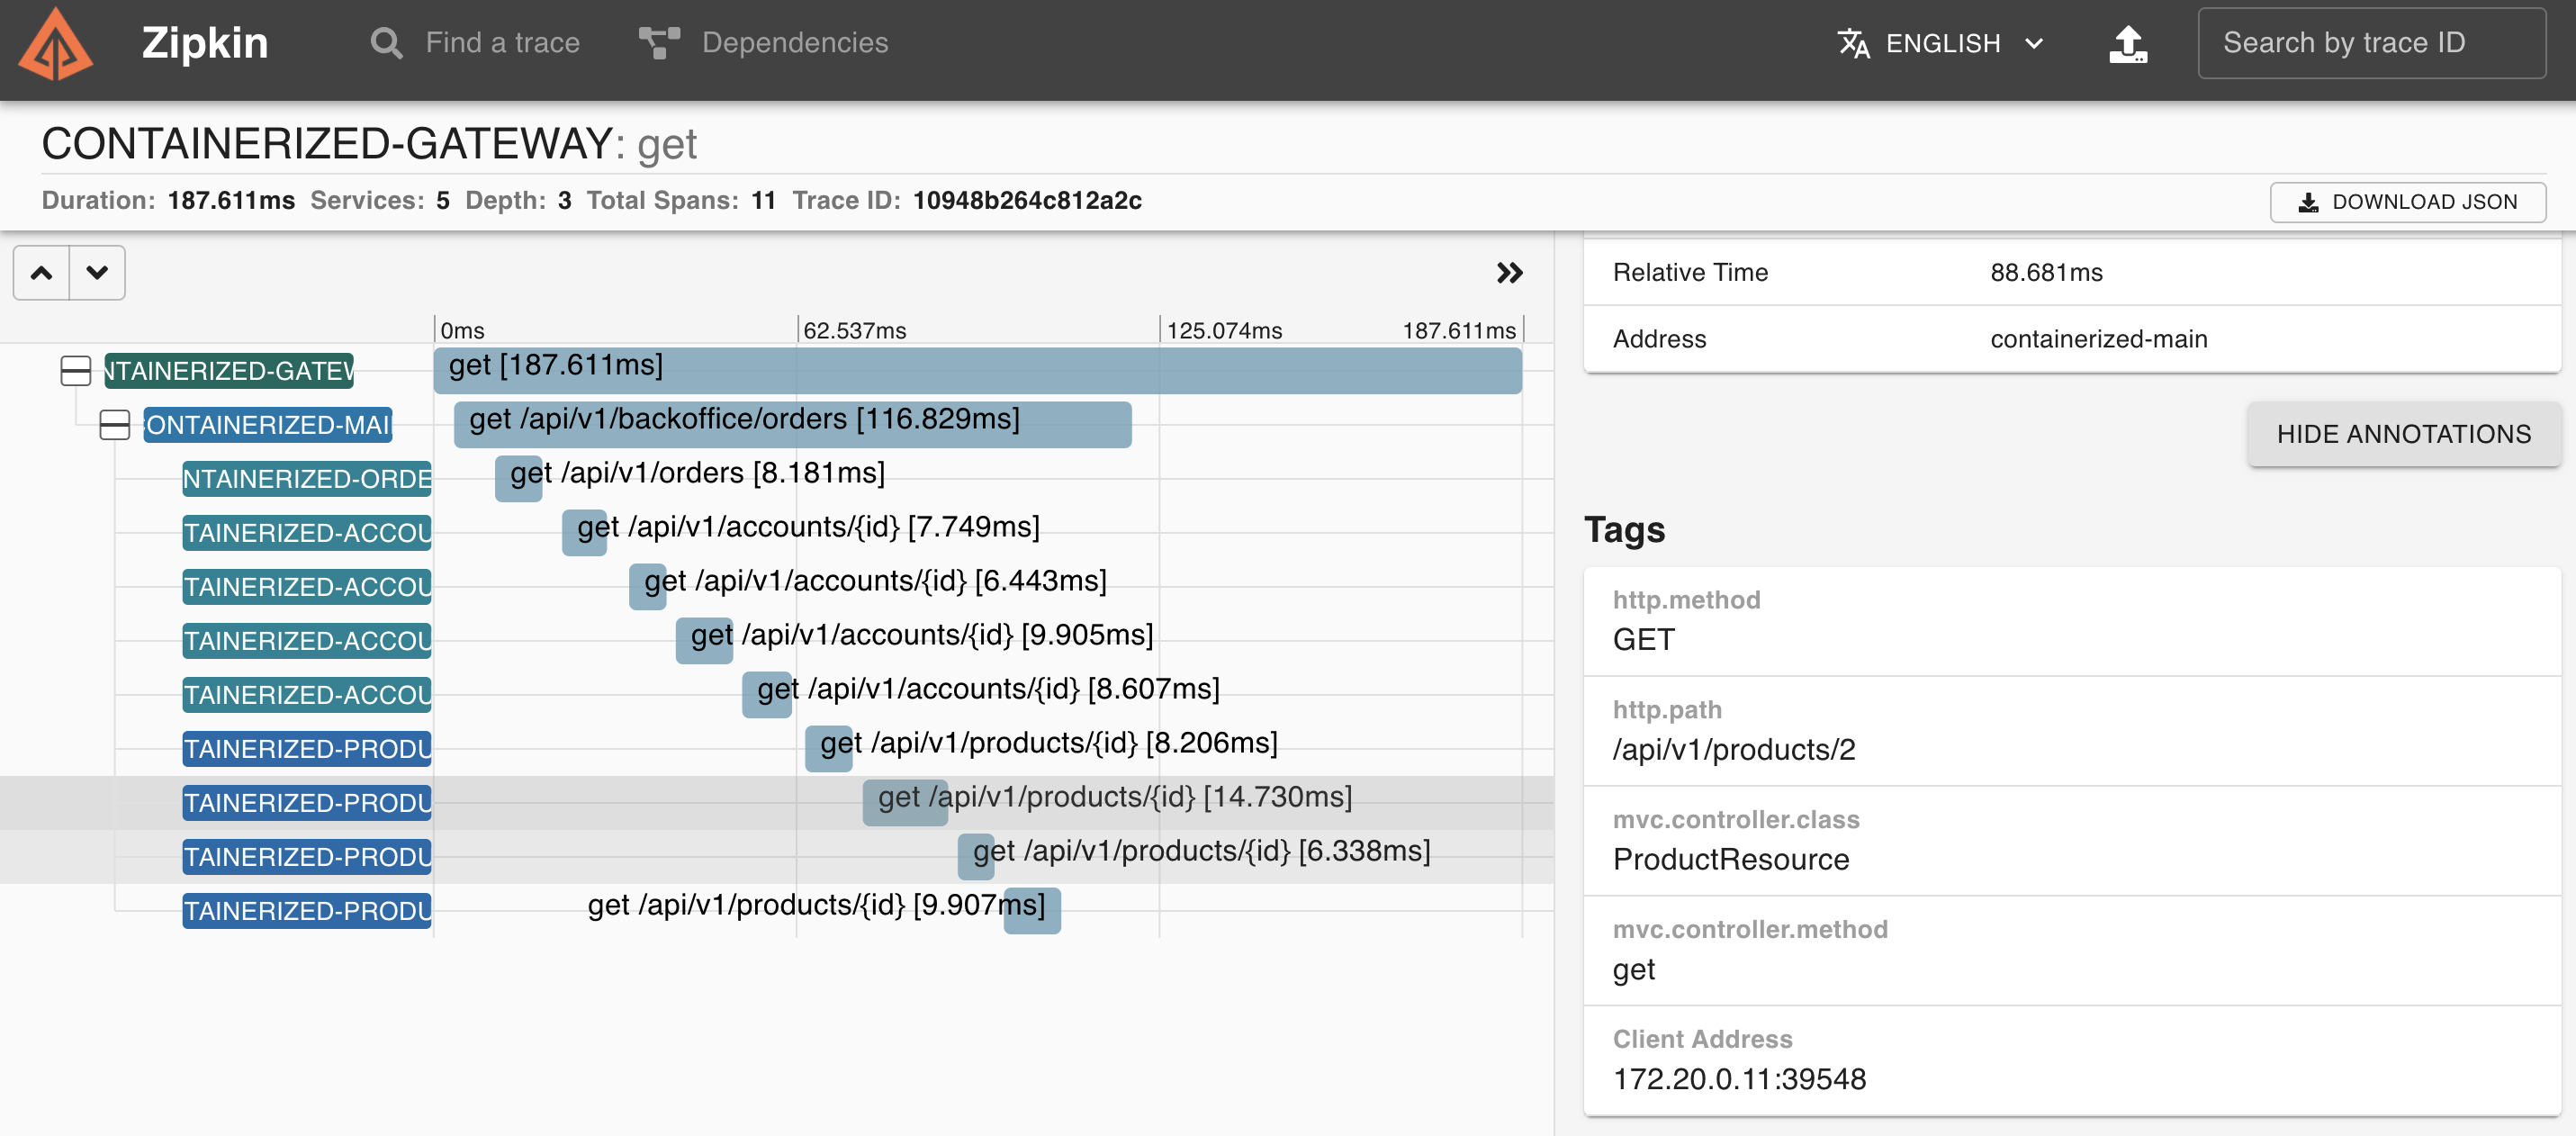 Zipkin
Find a trace
Dependencies
ENGLISH
Search by trace ID
CONTAINERIZED-GATEWAY: get
Duration: 187.611ms Services: 5 Depth: 3 Total Spans: 11 Trace ID: 10948b264c812a2c
DOWNLOAD JSON
0ms
62.537ms
125.074ms
187.611ms
NTAINERIZED-GATEW
get [187.611ms]
ONTAINERIZED-MAI
get /api/v1/backoffice/orders [116.829ms]
NTAINERIZED-ORDE
get /api/v1/orders [8.181ms]
TAINERIZED-ACCOU
get /api/v1/accounts/{id} [7.749ms]
TAINERIZED-ACCOU
get /api/v1/accounts/{id} [6.443ms]
TAINERIZED-ACCOU
get /api/v1/accounts/{id} [9.905ms]
TAINERIZED-ACCOU
get /api/v1/accounts/{id} [8.607ms]
TAINERIZED-PRODU
get /api/v1/products/{id} [8.206ms]
TAINERIZED-PRODU
get /api/v1/products/{id} [14.730ms]
TAINERIZED-PRODU
get /api/v1/products/{id} [6.338ms]
TAINERIZED-PRODU
get /api/v1/products/{id} [9.907ms]
Relative Time
88.681ms
Address
containerized-main
HIDE ANNOTATIONS
Tags
http.method
GET
http.path
/api/v1/products/2
mvc.controller.class
ProductResource
mvc.controller.method
get
Client Address
172.20.0.11:39548